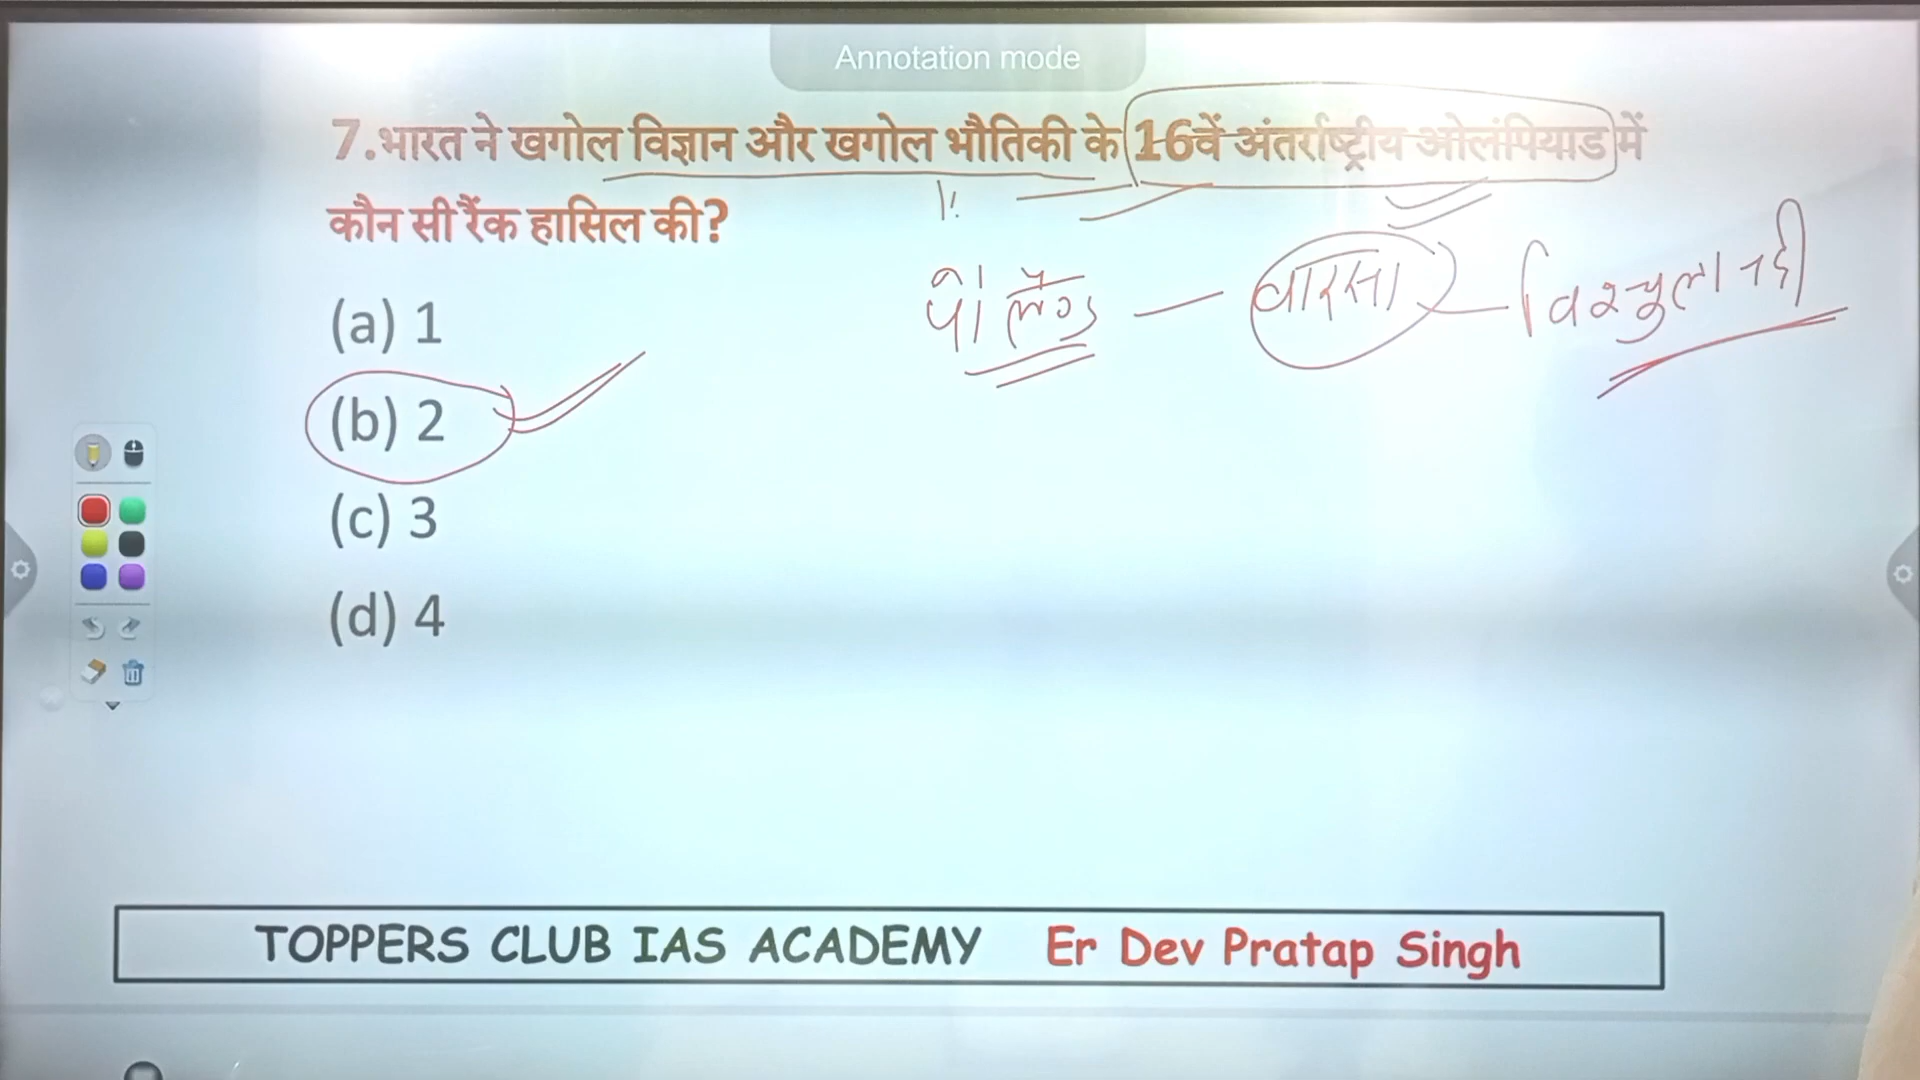 Annotation mode
7.भारत ने खगोल विज्ञान और खगोल भौतिकी के 16वें अंतर्राष्ट्रीय ओलंपियाड में
कौन सी रैंक हासिल की?
पोलैण्ड — वारसा — विश्चुला नदी
(a) 1
(b) 2
(c) 3
(d) 4
TOPPERS CLUB IAS ACADEMY Er Dev Pratap Singh